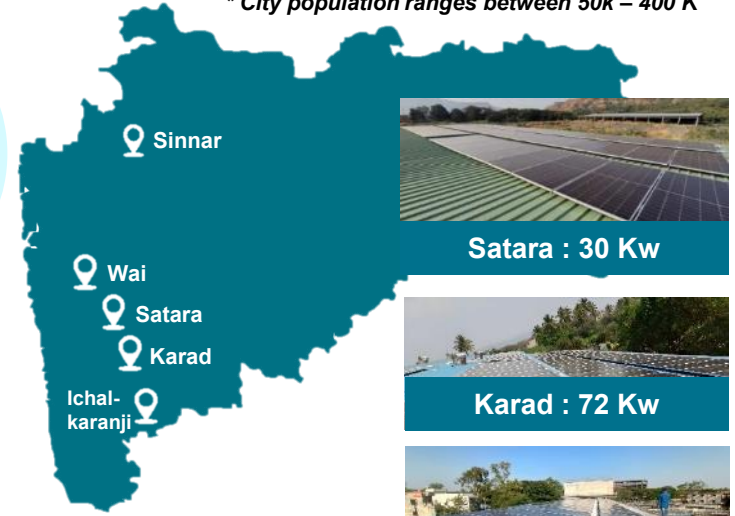 * City population ranges between 50k – 400 K
Sinnar
Wai
Satara
Karad
Ichal-
karanji
Satara : 30 Kw
Karad : 72 Kw